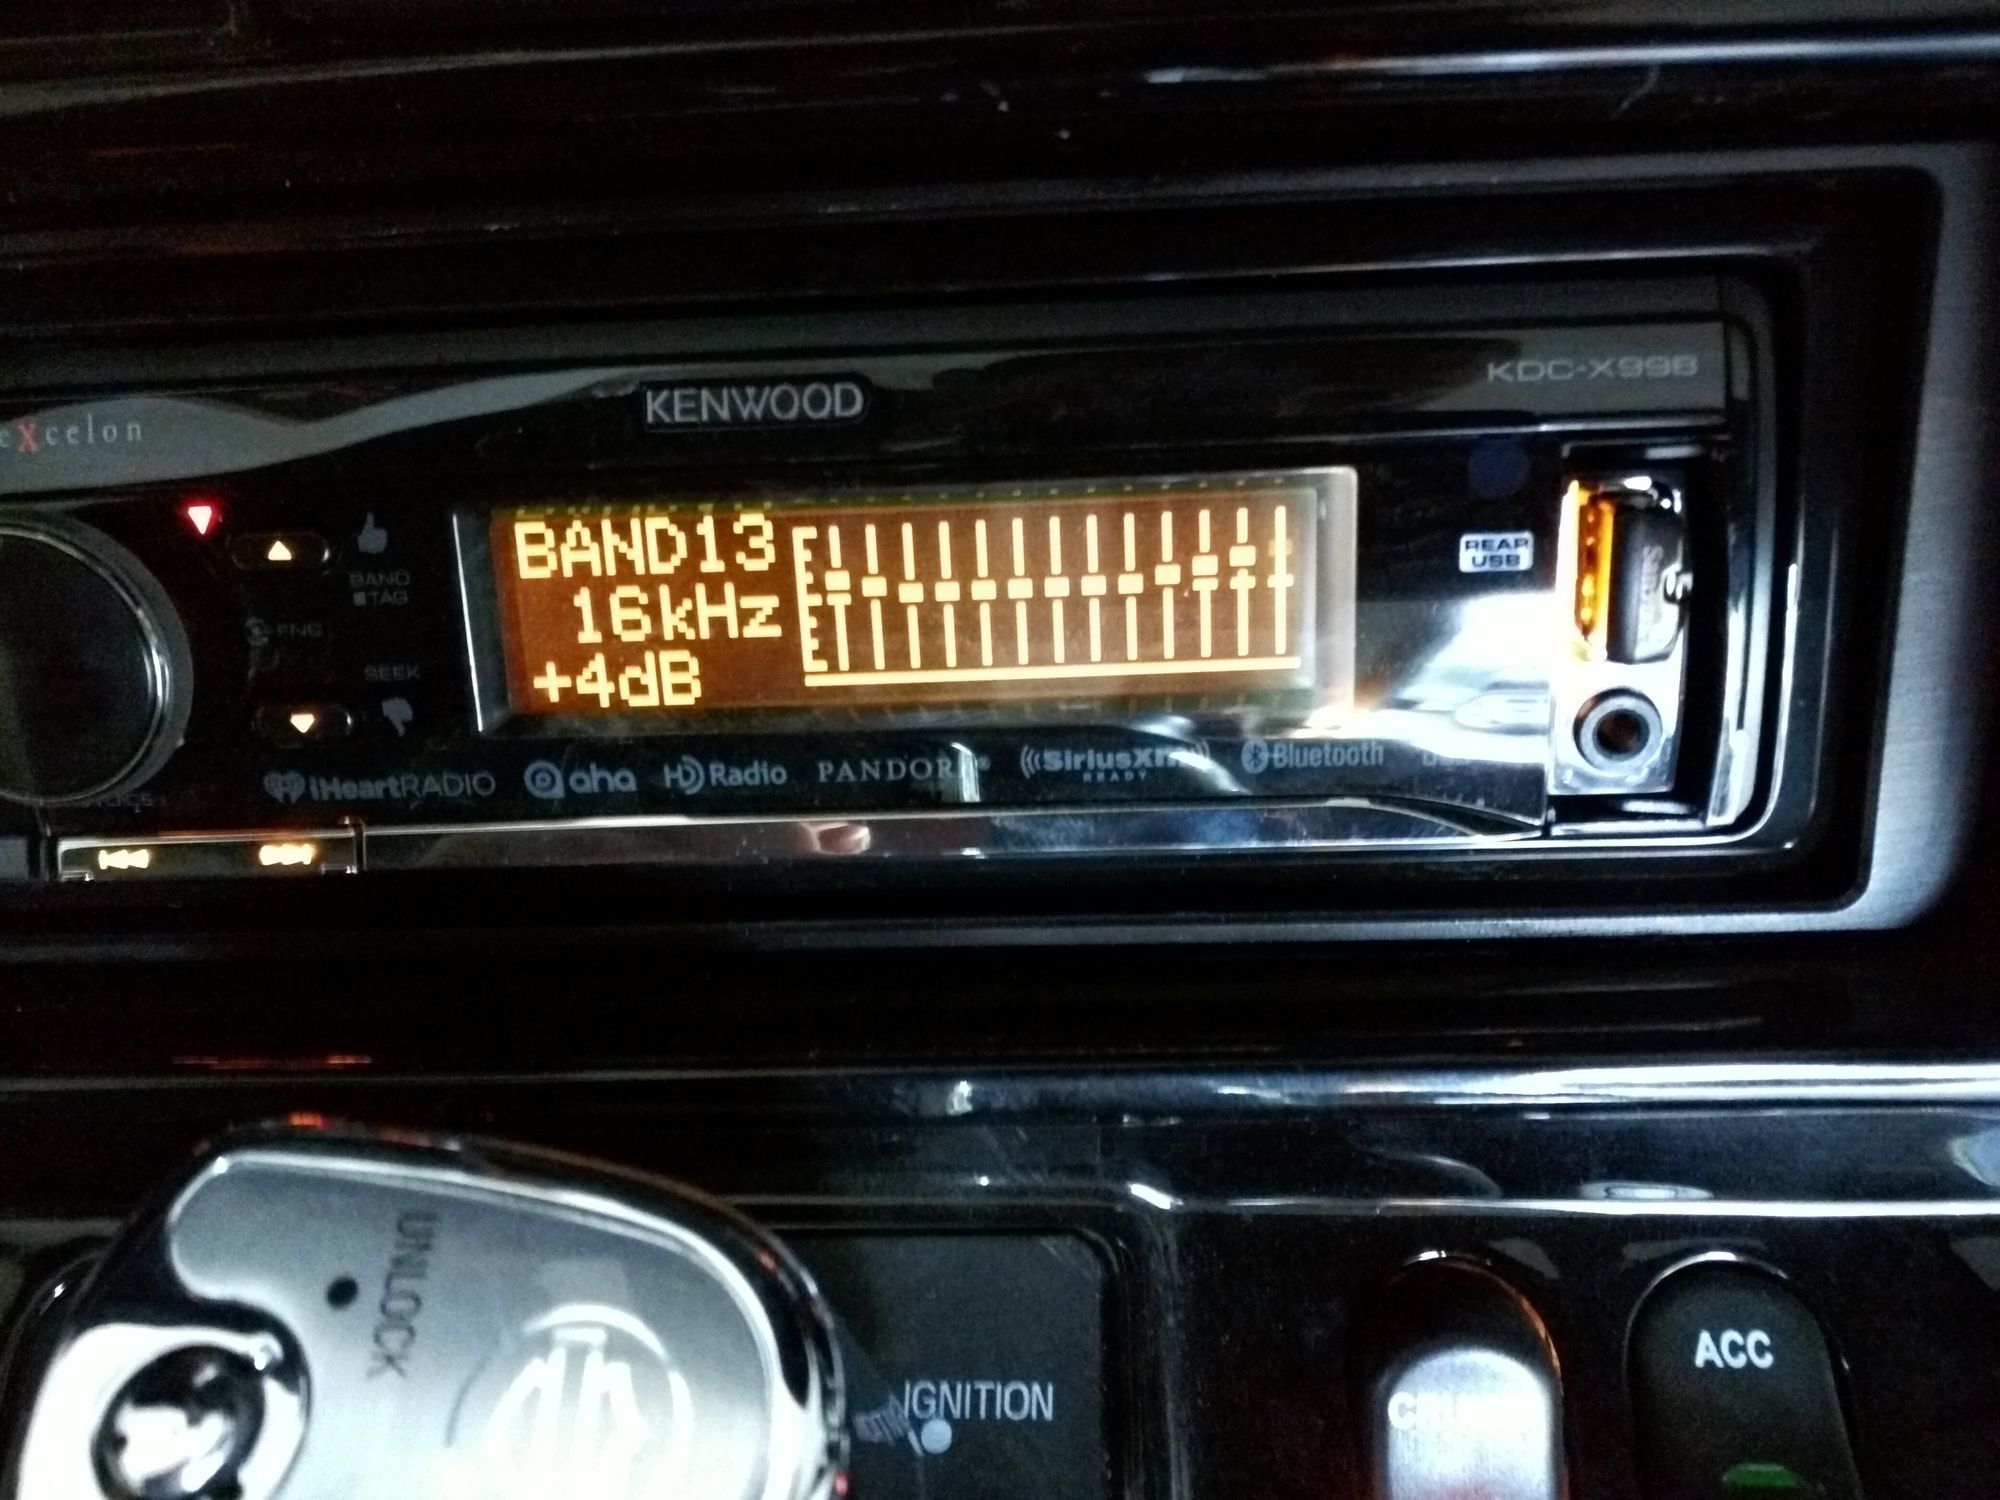 KENWOOD
KDC-X998
eXcelon
BAND13
16kHz
+4dB
REAR
USB
BAND
TAG
SEEK
iHeartRADIO
aha
HD Radio
PANDORA®
SiriusXM
READY
Bluetooth
UNLOCK
IGNITION
ACC